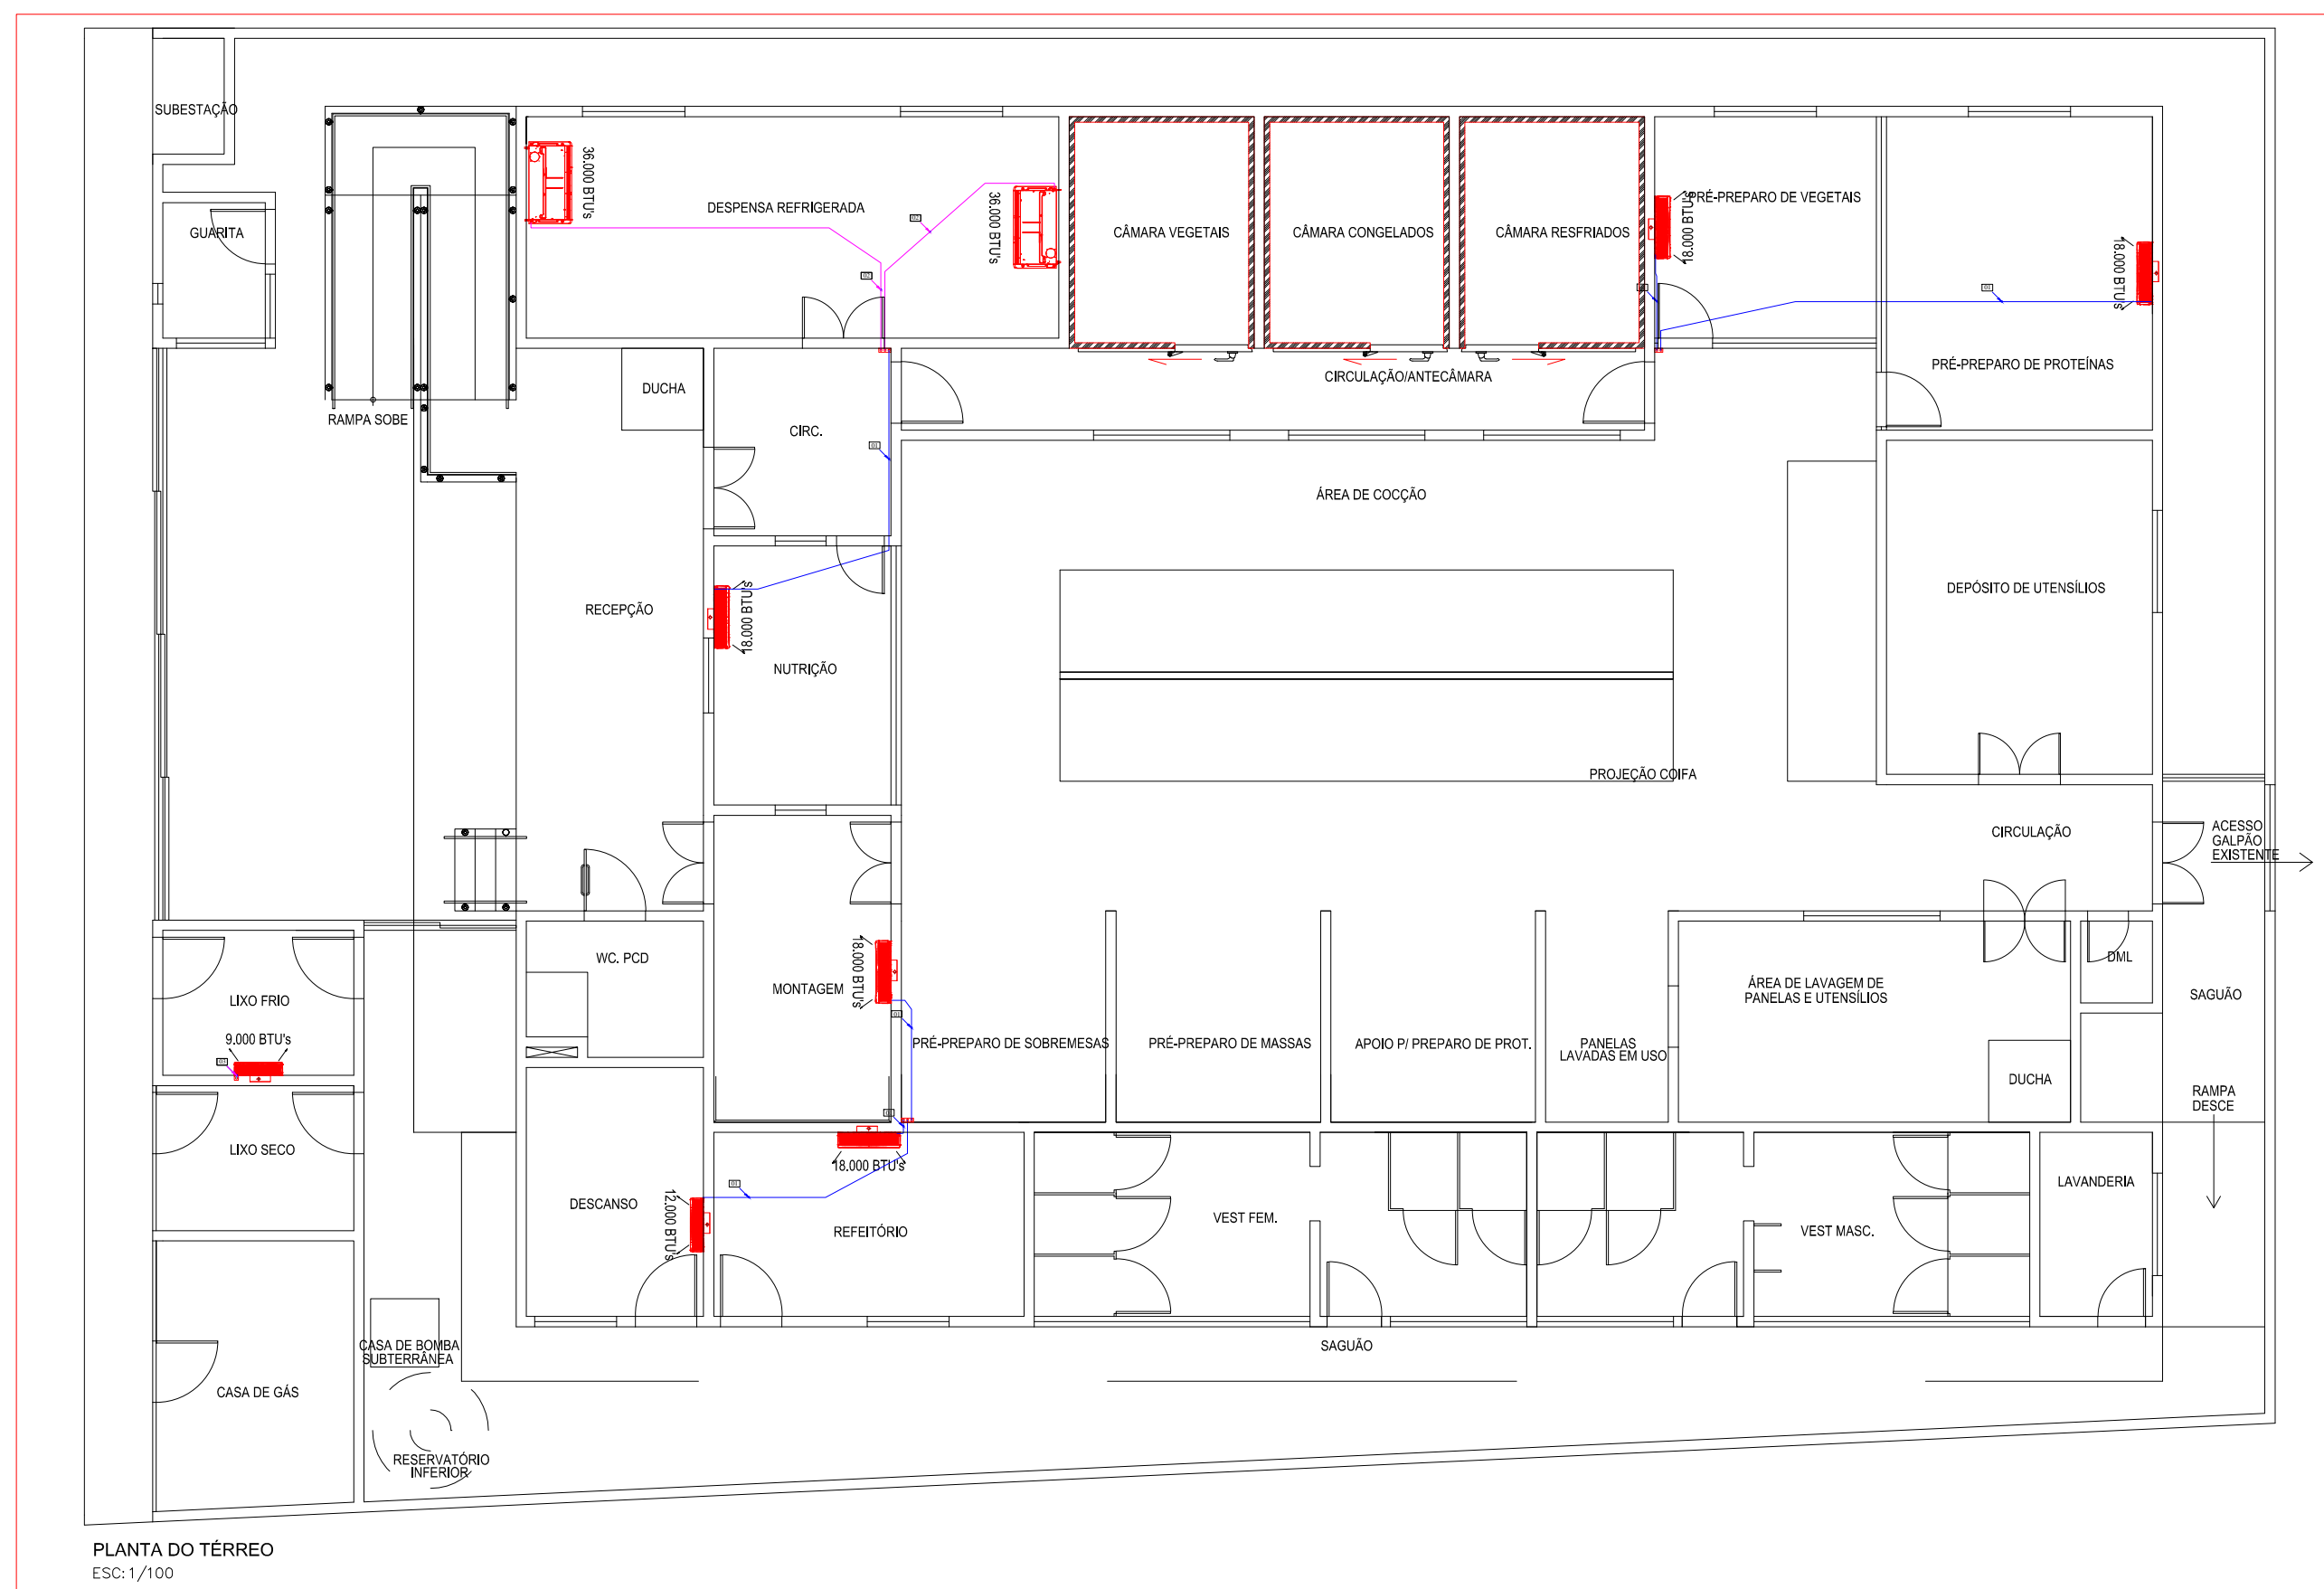 SUBESTAÇÃO
GUARITA
RAMPA SOBE
36.000 BTU's
DESPENSA REFRIGERADA
36.000 BTU's
CÂMARA VEGETAIS
CÂMARA CONGELADOS
CÂMARA RESFRIADOS
18.000 BTU's
PRÉ-PREPARO DE VEGETAIS
18.000 BTU's
PRÉ-PREPARO DE PROTEÍNAS
CIRCULAÇÃO/ANTECÂMARA
DUCHA
CIRC.
ÁREA DE COCÇÃO
RECEPÇÃO
18.000 BTU's
NUTRIÇÃO
DEPÓSITO DE UTENSÍLIOS
PROJEÇÃO COIFA
CIRCULAÇÃO
ACESSO
GALPÃO
EXISTENTE
LIXO FRIO
9.000 BTU's
WC. PCD
MONTAGEM
18.000 BTU's
PRÉ-PREPARO DE SOBREMESAS
PRÉ-PREPARO DE MASSAS
APOIO P/ PREPARO DE PROT.
PANELAS
LAVADAS EM USO
ÁREA DE LAVAGEM DE
PANELAS E UTENSÍLIOS
DML
SAGUÃO
DUCHA
RAMPA
DESCE
LIXO SECO
DESCANSO
12.000 BTU's
18.000 BTU's
REFEITÓRIO
VEST FEM.
VEST MASC.
LAVANDERIA
CASA DE BOMBA
SUBTERRÂNEA
SAGUÃO
CASA DE GÁS
RESERVATÓRIO
INFERIOR
PLANTA DO TÉRREO
ESC: 1/100